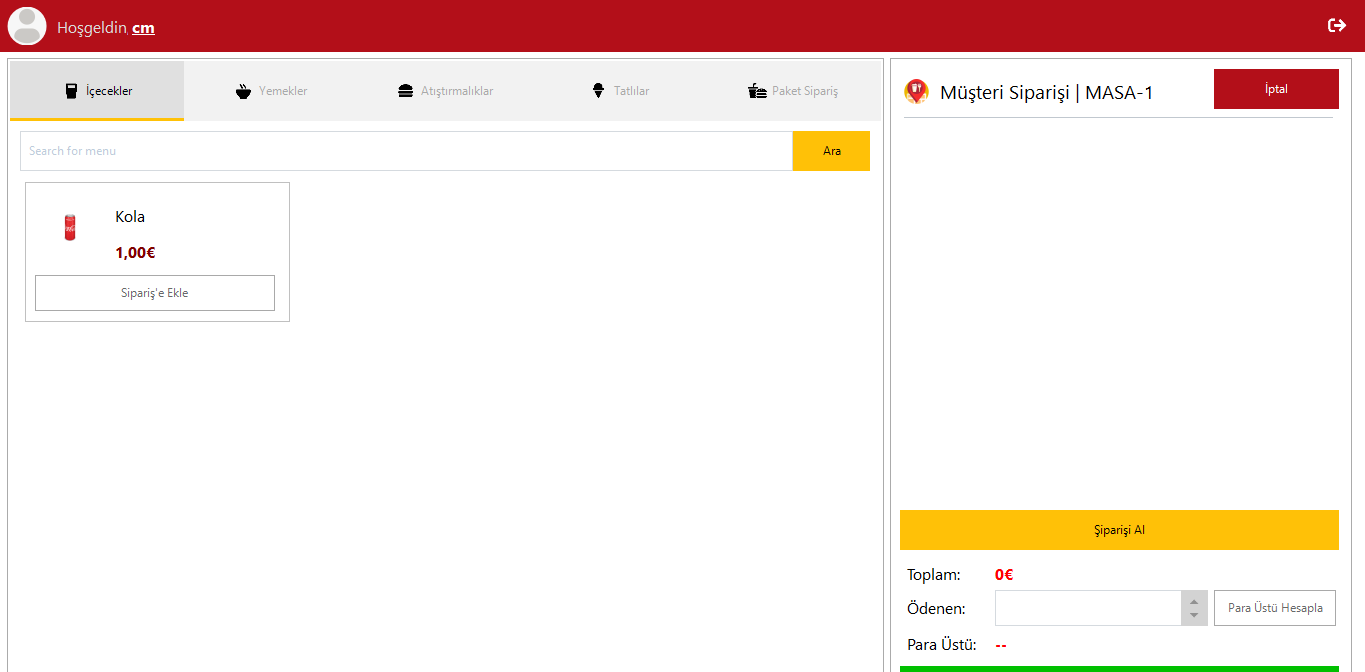 Hoşgeldin, cm
İçecekler
Yemekler
Atıştırmalıklar
Tatlılar
Paket Sipariş
Search for menu
Ara
Kola
1,00€
Sipariş'e Ekle
Müşteri Siparişi | MASA-1
İptal
Şiparişi Al
Toplam: 0€
Ödenen:
Para Üstü Hesapla
Para Üstü: --